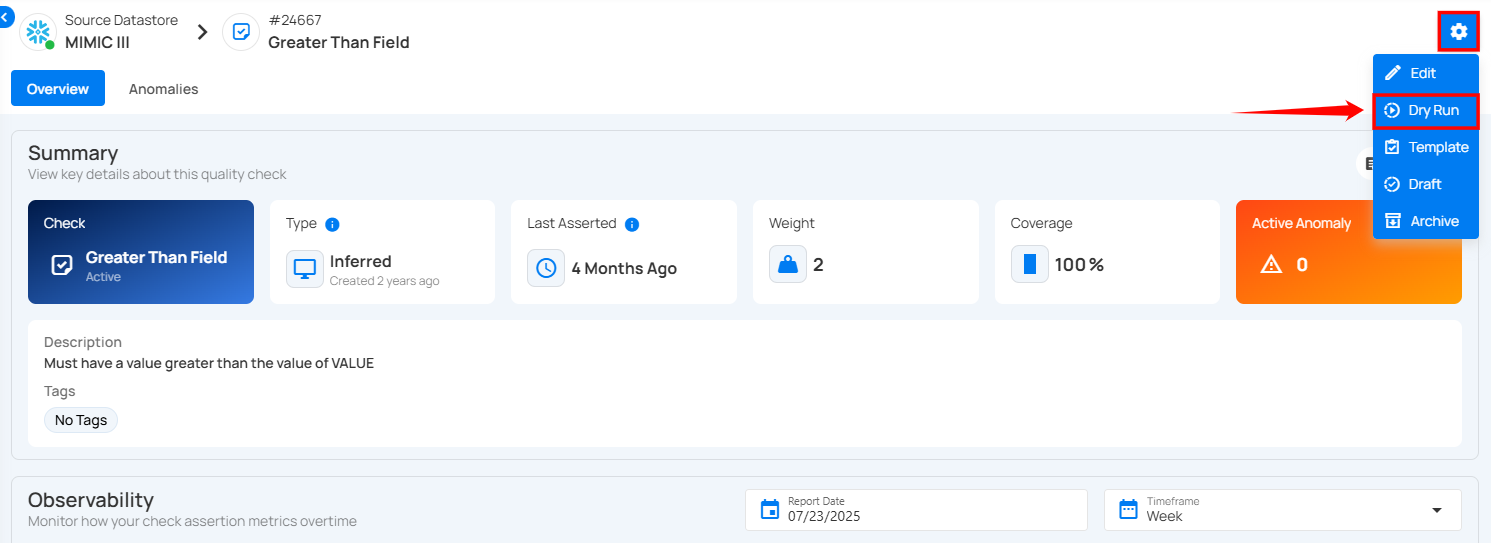 Source Datastore
MIMIC III
#24667
Greater Than Field
Edit
Dry Run
Template
Draft
Archive
Overview
Anomalies
Summary
View key details about this quality check
Check
Greater Than Field
Active
Type
Inferred
Created 2 years ago
Last Asserted
4 Months Ago
Weight
2
Coverage
100%
Active Anomaly
0
Description
Must have a value greater than the value of VALUE
Tags
No Tags
Observability
Monitor how your check assertion metrics overtime
Report Date
07/23/2025
Timeframe
Week